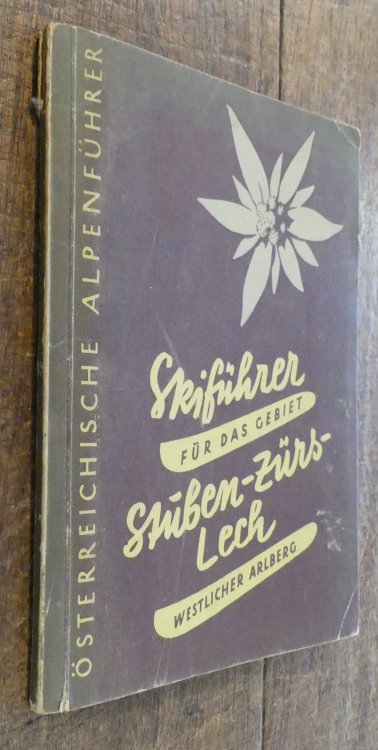 ÖSTERREICHISCHE ALPENFÜHRER
Skiführer
FÜR DAS GEBIET
Stuben-Zürs-
Lech
WESTLICHER ARLBERG